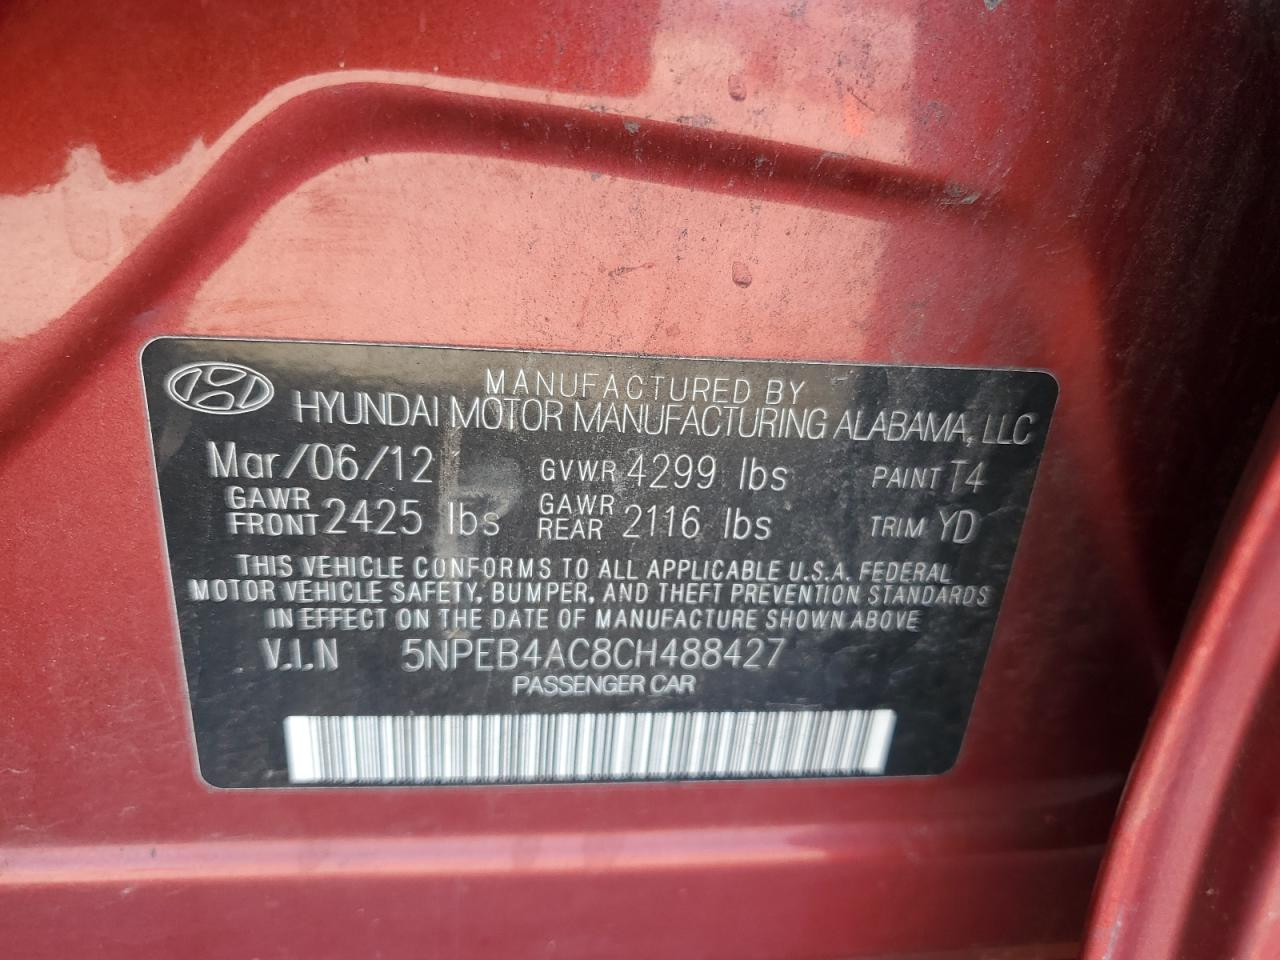 MANUFACTURED BY
HYUNDAI MOTOR MANUFACTURING ALABAMA, LLC
Mar/06/12 GVWR 4299 lbs PAINT T4
GAWR FRONT 2425 lbs GAWR REAR 2116 lbs TRIM YD
THIS VEHICLE CONFORMS TO ALL APPLICABLE U.S.A. FEDERAL
MOTOR VEHICLE SAFETY, BUMPER, AND THEFT PREVENTION STANDARDS
IN EFFECT ON THE DATE OF MANUFACTURE SHOWN ABOVE
V.I.N 5NPEB4AC8CH488427
PASSENGER CAR